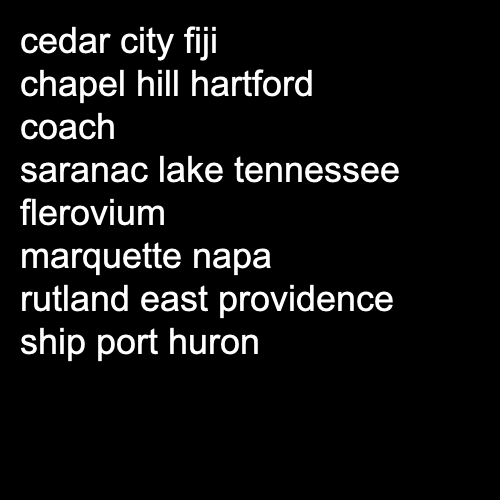 cedar city fiji
chapel hill hartford
coach
saranac lake tennessee
flerovium
marquette napa
rutland east providence
ship port huron